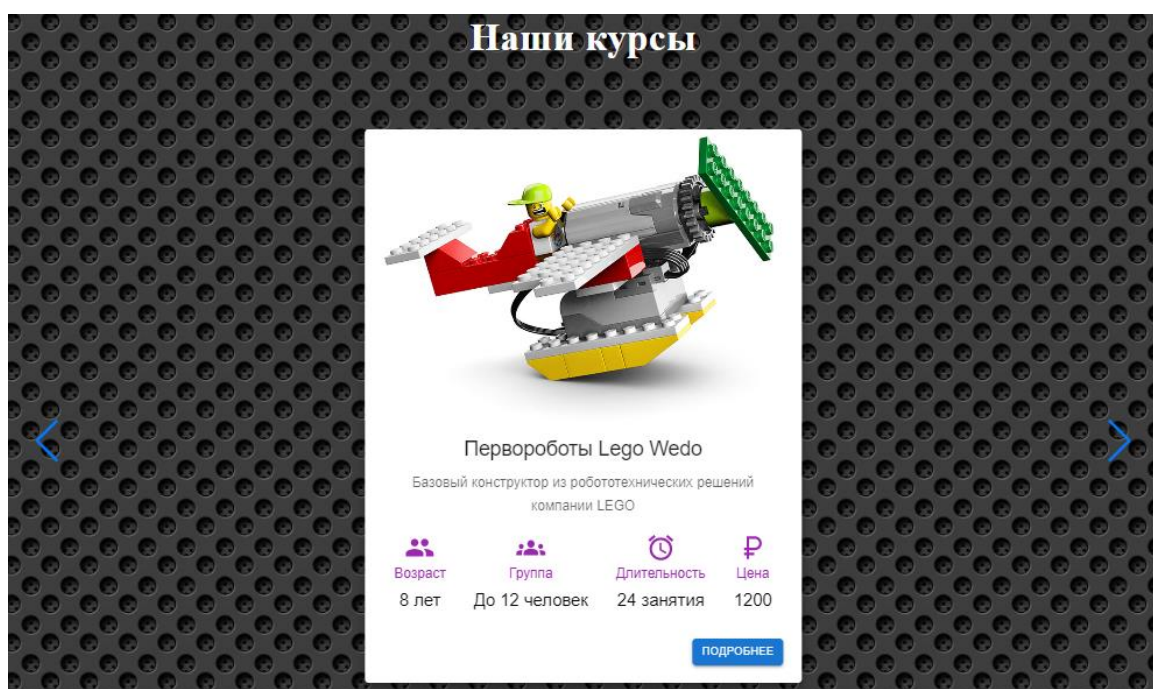 Наши курсы
Первороботы Lego Wedo
Базовый конструктор из робототехнических решений
компании LEGO
Возраст Группа Длительность Цена
8 лет До 12 человек 24 занятия 1200
ПОДРОБНЕЕ